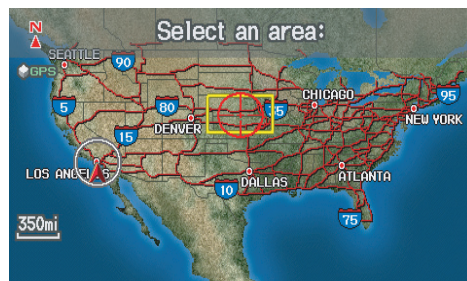 Select an area:
N
SEATTLE
90
GPS
CHICAGO
95
5
80
35
NEW YORK
DENVER
15
LOS ANGELES
DALLAS
ATLANTA
10
75
350mi